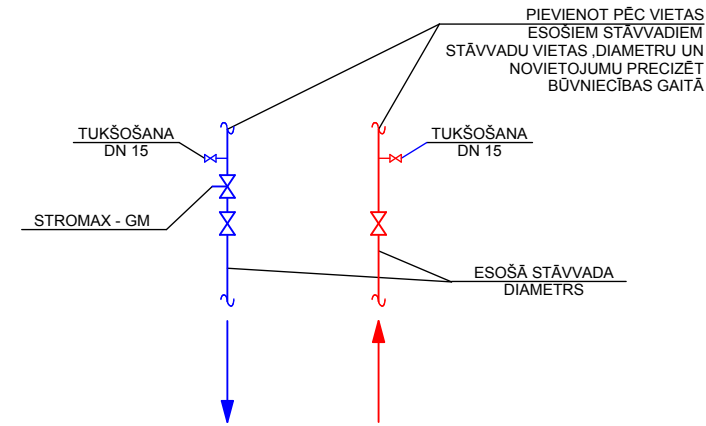 PIEVIENOT PĒC VIETAS
ESOŠIEM STĀVVADIEM
STĀVVADU VIETAS ,DIAMETRU UN
NOVIETOJUMU PRECIZĒT
BŪVNIECĪBAS GAITĀ
TUKŠOŠANA
DN 15
TUKŠOŠANA
DN 15
STROMAX - GM
ESOŠĀ STĀVVADA
DIAMETRS